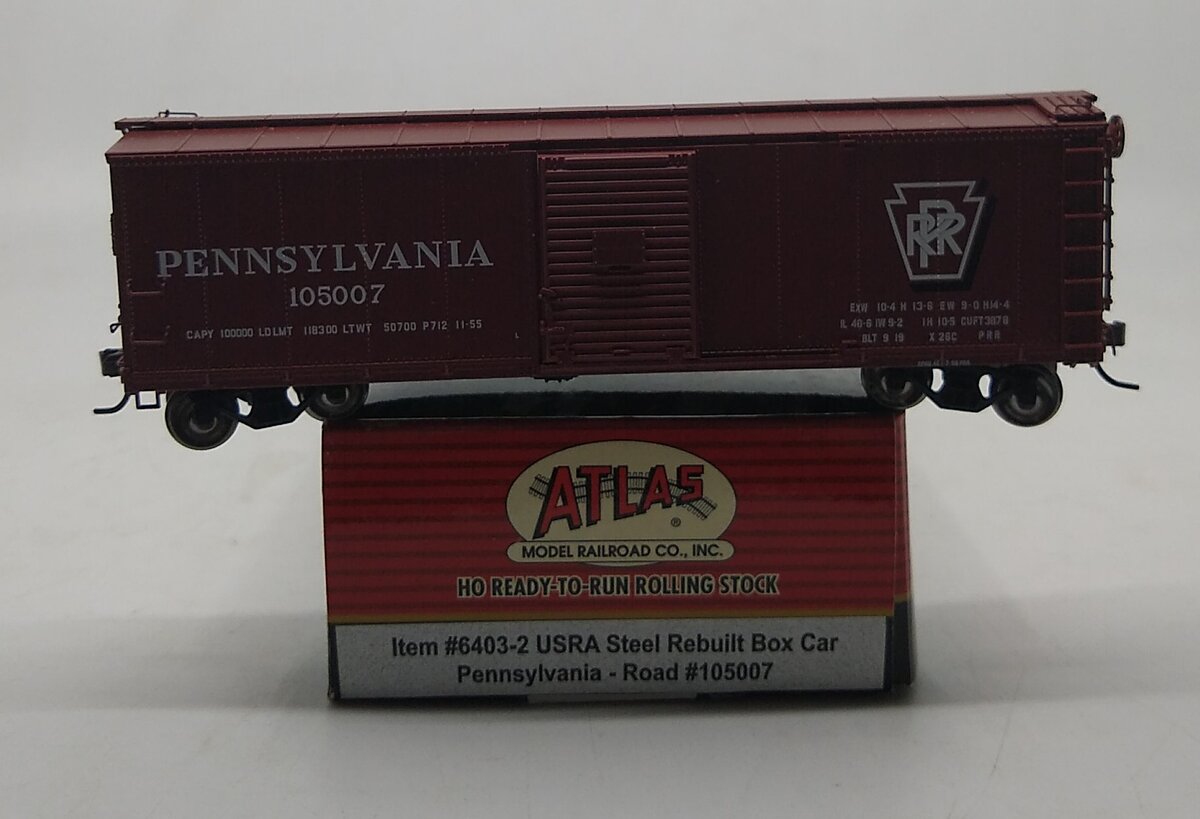 PENNSYLVANIA
105007
CAPY 100000 LD LMT 118300 LT WT 50700 P712 11-55
PRR
EXW 10-4 H 13-6 EW 9-0 H14-4
IL 40-6 IW 9-2 IH 10-5 CUFT 3878
BLT 9 19 X 26C PRR
ATLAS
®
MODEL RAILROAD CO., INC.
HO READY-TO-RUN ROLLING STOCK
Item #6403-2 USRA Steel Rebuilt Box Car
Pennsylvania - Road #105007